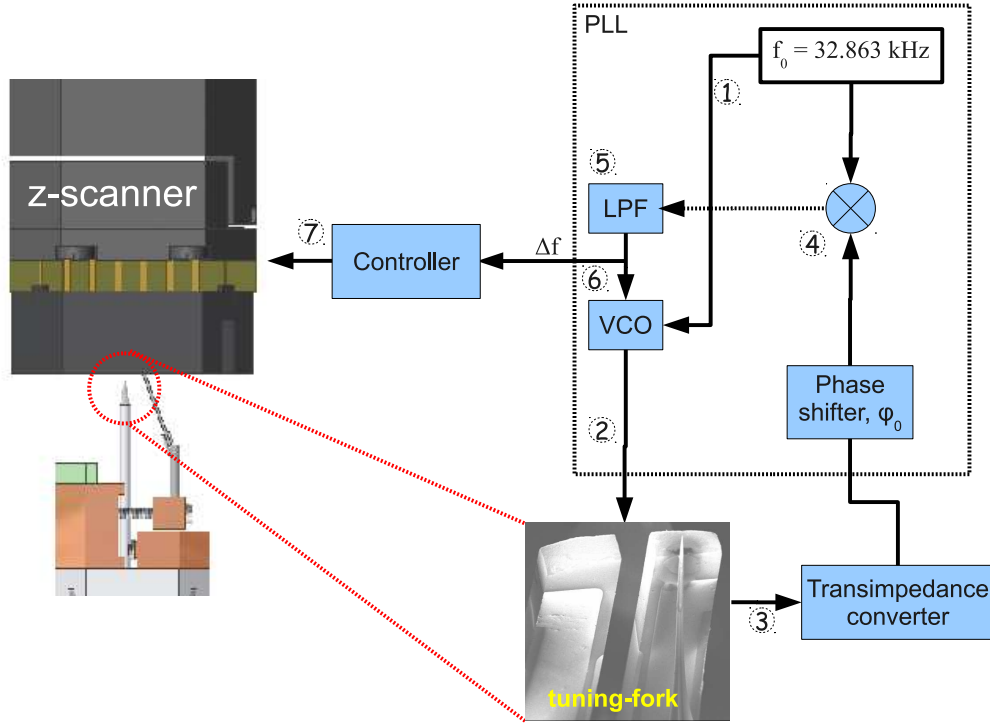 PLL
f₀ = 32.863 kHz
①
⑤
z-scanner
LPF
⑦
④
Controller
Δf
⑥
VCO
Phase
shifter, φ₀
②
tuning-fork
③
Transimpedance
converter